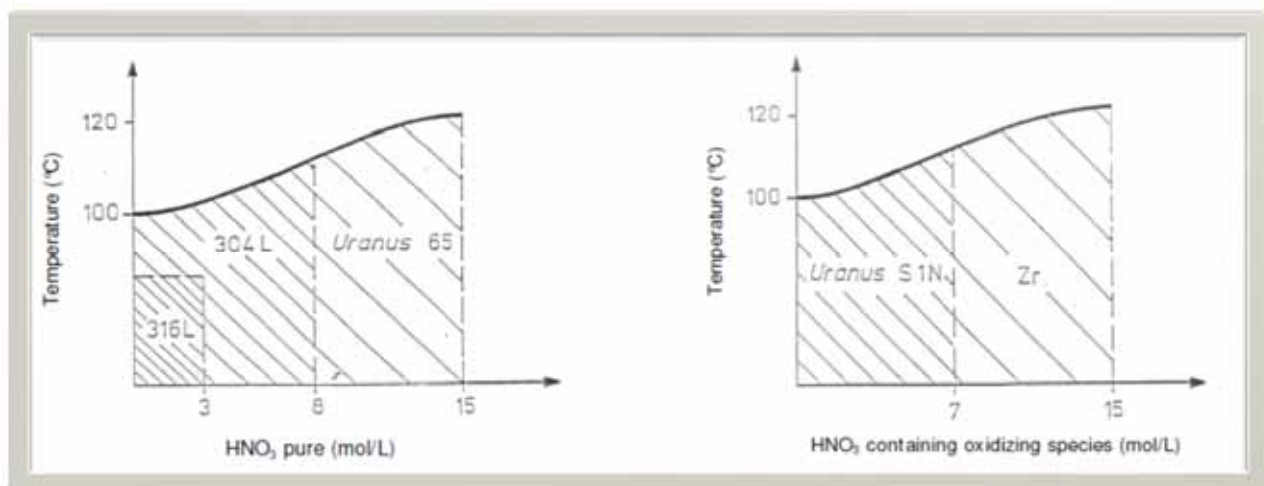 Temperature (°C)
120
100
304L
Uranus 65
316L
3
8
15
HNO₃ pure (mol/L)
Temperature (°C)
120
100
Uranus S1N
Zr
7
15
HNO₃ containing oxidizing species (mol/L)